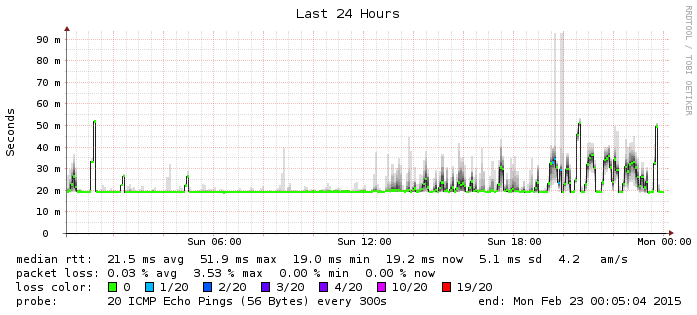 Last 24 Hours
RRDTOOL / TOBI OETIKER
Seconds
90 m
80 m
70 m
60 m
50 m
40 m
30 m
20 m
10 m
0
Sun 06:00 Sun 12:00 Sun 18:00 Mon 00:00
median rtt: 21.5 ms avg 51.9 ms max 19.0 ms min 19.2 ms now 5.1 ms sd 4.2 am/s
packet loss: 0.03 % avg 3.53 % max 0.00 % min 0.00 % now
loss color: 0 1/20 2/20 3/20 4/20 10/20 19/20
probe: 20 ICMP Echo Pings (56 Bytes) every 300s end: Mon Feb 23 00:05:04 2015